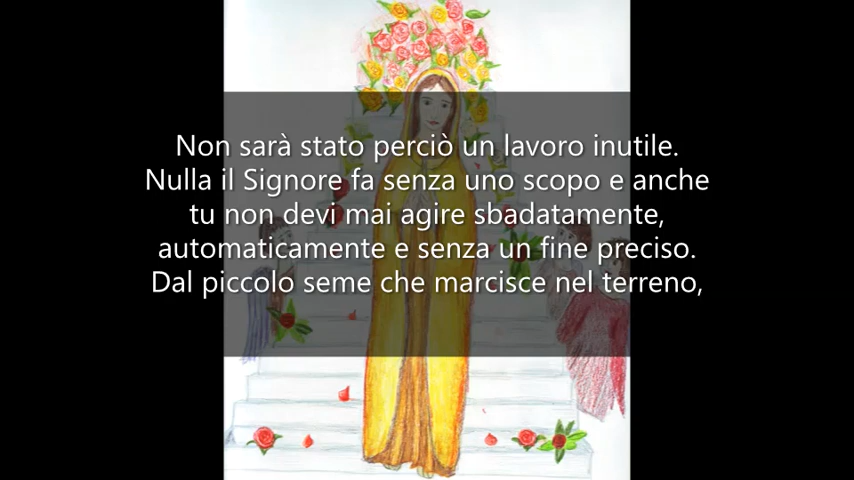 Non sarà stato perciò un lavoro inutile.
Nulla il Signore fa senza uno scopo e anche
tu non devi mai agire sbadatamente,
automaticamente e senza un fine preciso.
Dal piccolo seme che marcisce nel terreno,